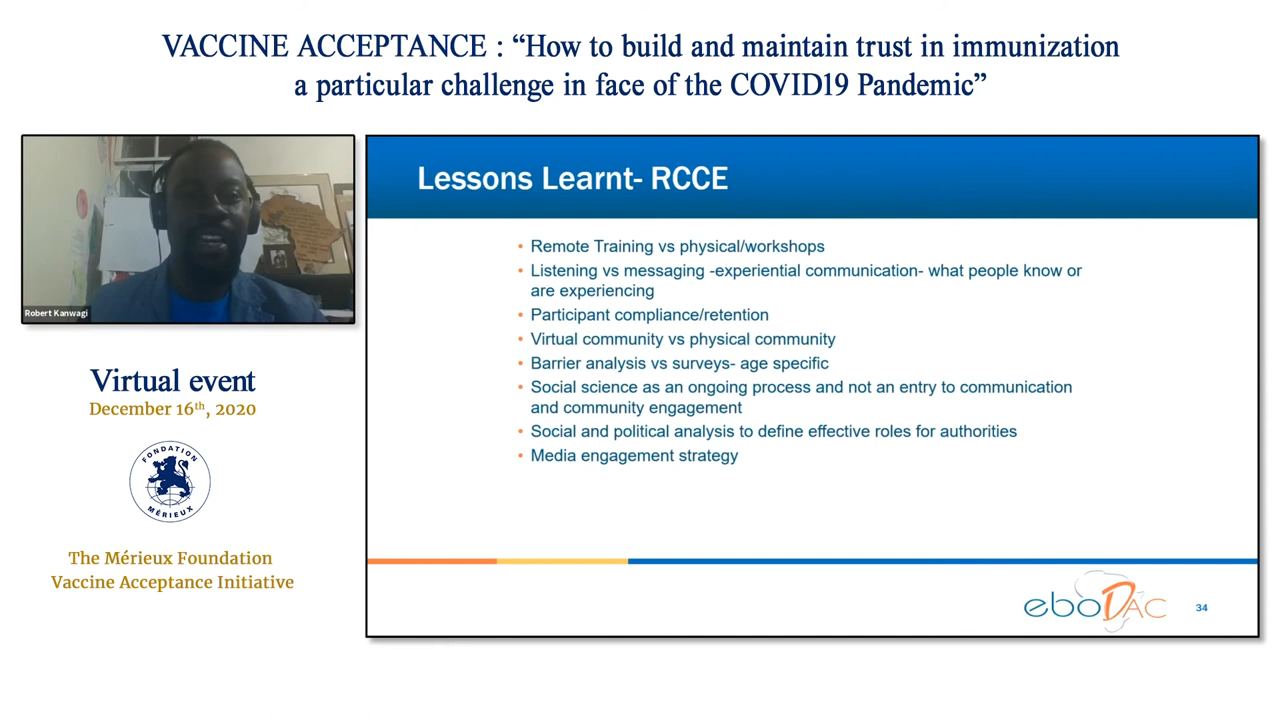 VACCINE ACCEPTANCE : “How to build and maintain trust in immunization
a particular challenge in face of the COVID19 Pandemic”
Robert Kanwagi
Virtual event
December 16th, 2020
FONDATION
MÉRIEUX
The Mérieux Foundation
Vaccine Acceptance Initiative
Lessons Learnt- RCCE
• Remote Training vs physical/workshops
• Listening vs messaging -experiential communication- what people know or
are experiencing
• Participant compliance/retention
• Virtual community vs physical community
• Barrier analysis vs surveys- age specific
• Social science as an ongoing process and not an entry to communication
and community engagement
• Social and political analysis to define effective roles for authorities
• Media engagement strategy
eboDAC
34